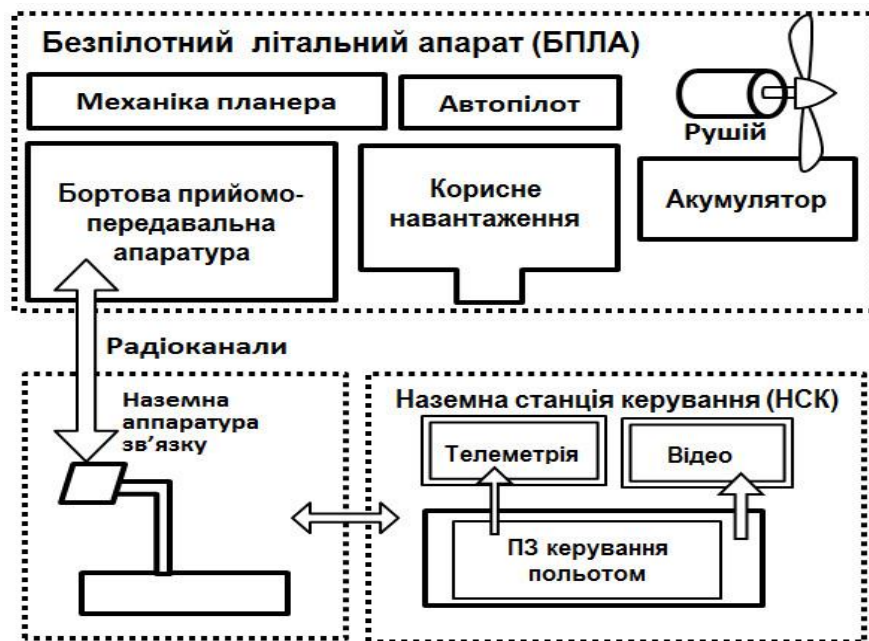 Безпілотний літальний апарат (БПЛА)
Механіка планера
Автопілот
Рушій
Бортова прийомо-
передавальна
апаратура
Корисне
навантаження
Акумулятор
Радіоканали
Наземна
аппаратура
зв’язку
Наземна станція керування (НСК)
Телеметрія
Відео
ПЗ керування
польотом